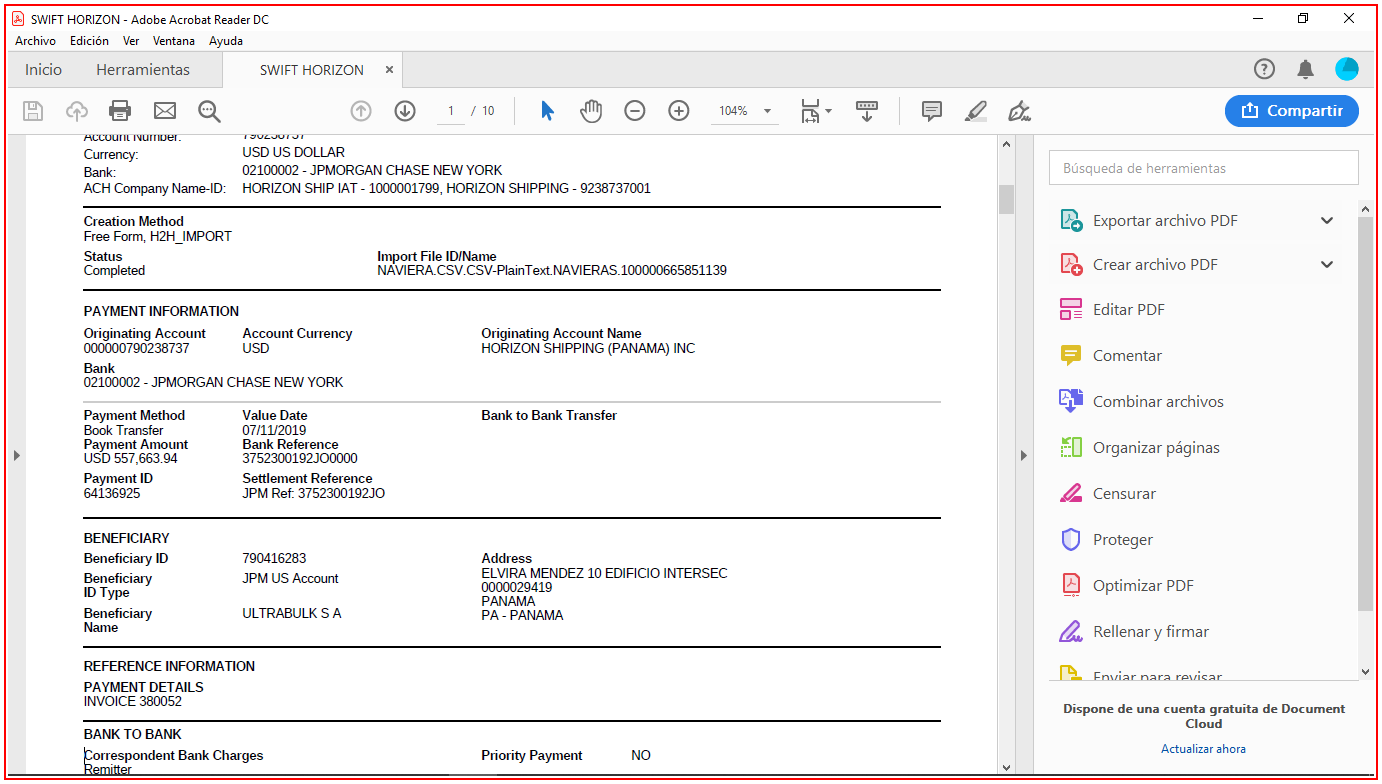 SWIFT HORIZON - Adobe Acrobat Reader DC
Archivo Edición Ver Ventana Ayuda
Inicio Herramientas SWIFT HORIZON ×
1 / 10 104% Compartir
Account Number: 790238737
Currency: USD US DOLLAR
Bank: 02100002 - JPMORGAN CHASE NEW YORK
ACH Company Name-ID: HORIZON SHIP IAT - 1000001799, HORIZON SHIPPING - 9238737001
Creation Method
Free Form, H2H_IMPORT
Status Import File ID/Name
Completed NAVIERA.CSV.CSV-PlainText.NAVIERAS.100000665851139
PAYMENT INFORMATION
Originating Account Account Currency Originating Account Name
000000790238737 USD HORIZON SHIPPING (PANAMA) INC
Bank
02100002 - JPMORGAN CHASE NEW YORK
Payment Method Value Date Bank to Bank Transfer
Book Transfer 07/11/2019
Payment Amount Bank Reference
USD 557,663.94 3752300192JO0000
Payment ID Settlement Reference
64136925 JPM Ref: 3752300192JO
BENEFICIARY
Beneficiary ID 790416283 Address
ELVIRA MENDEZ 10 EDIFICIO INTERSEC
Beneficiary JPM US Account
ID Type
0000029419
PANAMA
Beneficiary ULTRABULK S A PA - PANAMA
Name
REFERENCE INFORMATION
PAYMENT DETAILS
INVOICE 380052
BANK TO BANK
Correspondent Bank Charges Priority Payment NO
Remitter
Búsqueda de herramientas
Exportar archivo PDF
Crear archivo PDF
Editar PDF
Comentar
Combinar archivos
Organizar páginas
Censurar
Proteger
Optimizar PDF
Rellenar y firmar
Enviar para revisar
Dispone de una cuenta gratuita de Document
Cloud
Actualizar ahora